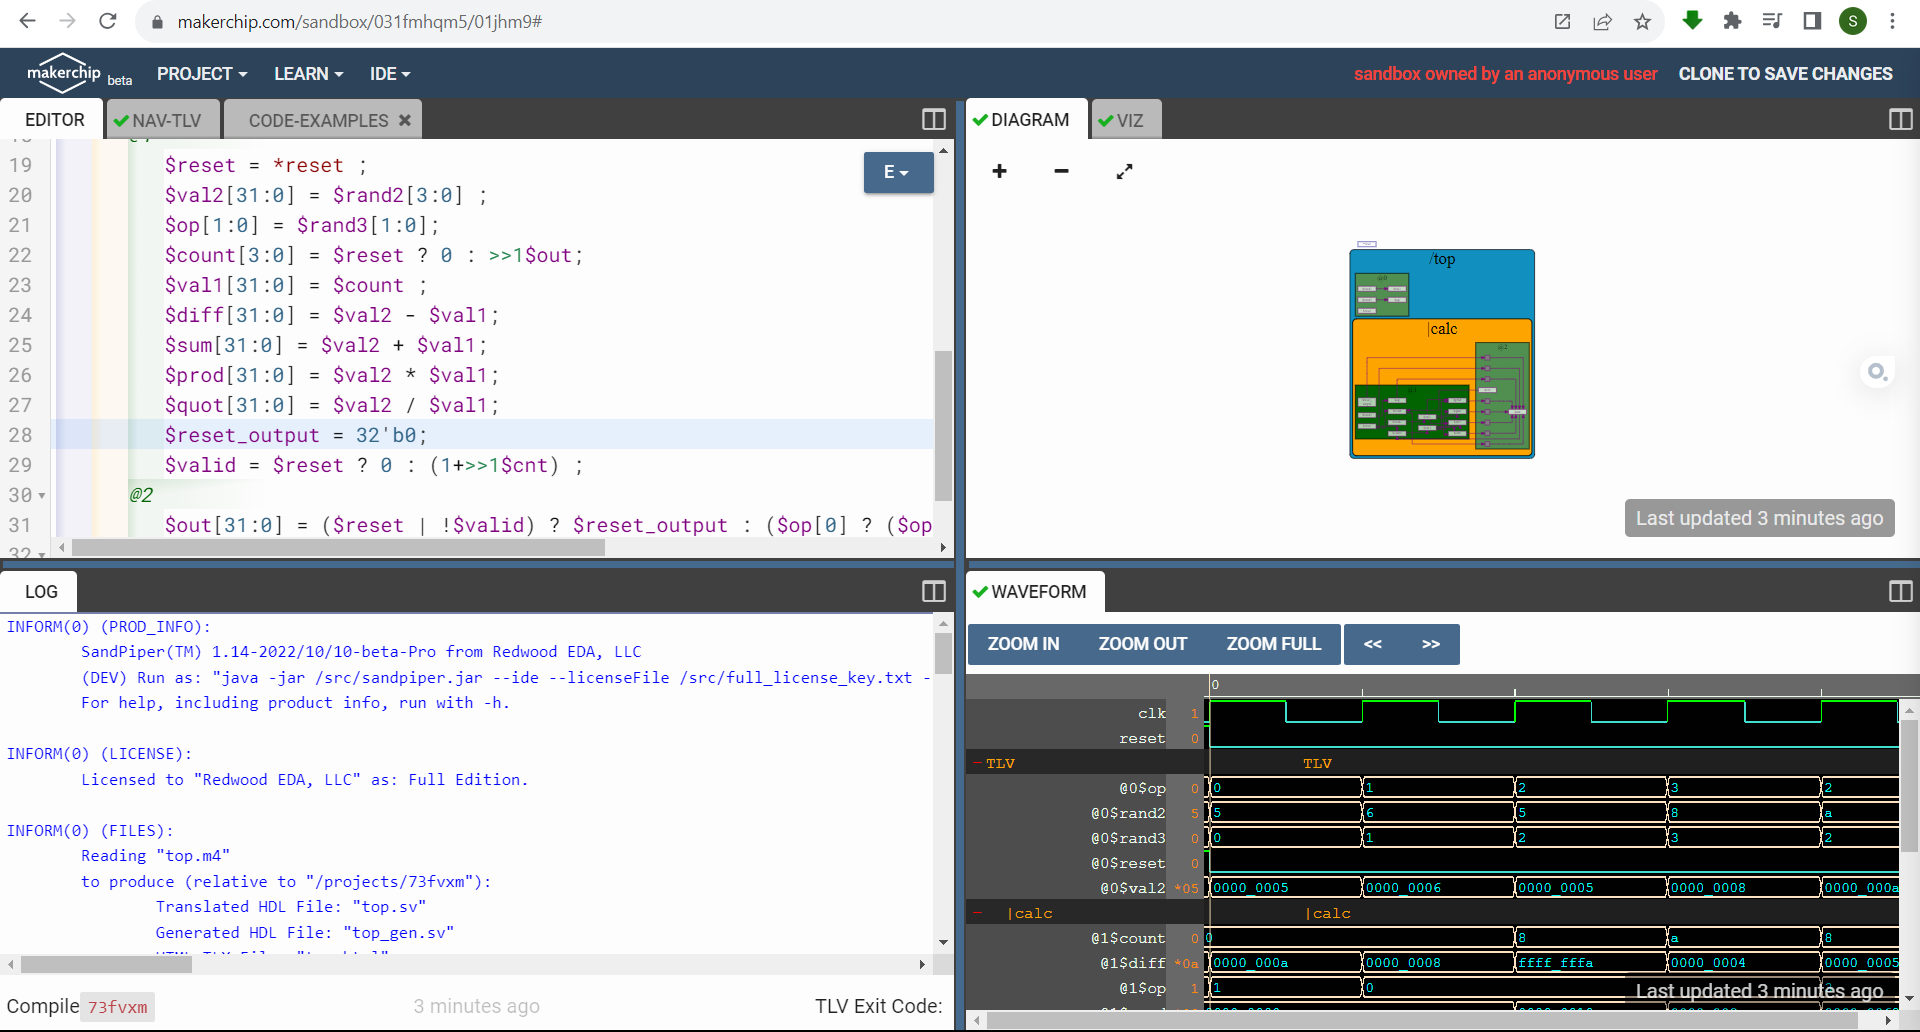 makerchip.com/sandbox/031fmhqm5/01jhm9#
S
makerchip beta
PROJECT
LEARN
IDE
sandbox owned by an anonymous user
CLONE TO SAVE CHANGES
EDITOR
NAV-TLV
CODE-EXAMPLES
E
19 $reset = *reset ;
20 $val2[31:0] = $rand2[3:0] ;
21 $op[1:0] = $rand3[1:0];
22 $count[3:0] = $reset ? 0 : >>1$out;
23 $val1[31:0] = $count ;
24 $diff[31:0] = $val2 - $val1;
25 $sum[31:0] = $val2 + $val1;
26 $prod[31:0] = $val2 * $val1;
27 $quot[31:0] = $val2 / $val1;
28 $reset_output = 32'b0;
29 $valid = $reset ? 0 : (1+>>1$cnt) ;
30 @2
31 $out[31:0] = ($reset | !$valid) ? $reset_output : ($op[0] ? ($op
32
DIAGRAM
VIZ
+
−
/top
|calc
Last updated 3 minutes ago
LOG
INFORM(0) (PROD_INFO):
SandPiper(TM) 1.14-2022/10/10-beta-Pro from Redwood EDA, LLC
(DEV) Run as: "java -jar /src/sandpiper.jar --ide --licenseFile /src/full_license_key.txt -
For help, including product info, run with -h.
INFORM(0) (LICENSE):
Licensed to "Redwood EDA, LLC" as: Full Edition.
INFORM(0) (FILES):
Reading "top.m4"
to produce (relative to "/projects/73fvxm"):
Translated HDL File: "top.sv"
Generated HDL File: "top_gen.sv"
Compile 73fvxm
3 minutes ago
TLV Exit Code:
WAVEFORM
ZOOM IN
ZOOM OUT
ZOOM FULL
<<
>>
0
clk 1
reset 0
TLV TLV
@0$op 0 0 1 2 3 2
@0$rand2 5 5 6 5 8 a
@0$rand3 0 0 1 2 3 2
@0$reset 0
@0$val2 *05 0000_0005 0000_0006 0000_0005 0000_0008 0000_000a
|calc |calc
@1$count 0 0 8 a 8
@1$diff *0a 0000_000a 0000_0008 ffff_fffa 0000_0004 0000_0005
@1$op 1 1 0
Last updated 3 minutes ago